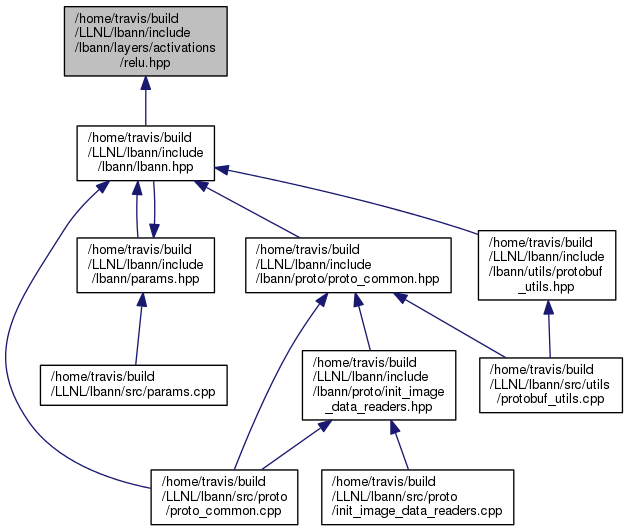 /home/travis/build
/LLNL/lbann/include
/lbann/layers/activations
/relu.hpp
/home/travis/build
/LLNL/lbann/include
/lbann/lbann.hpp
/home/travis/build
/LLNL/lbann/include
/lbann/params.hpp
/home/travis/build
/LLNL/lbann/include
/lbann/proto/proto_common.hpp
/home/travis/build
/LLNL/lbann/include
/lbann/utils/protobuf
_utils.hpp
/home/travis/build
/LLNL/lbann/src/params.cpp
/home/travis/build
/LLNL/lbann/include
/lbann/proto/init_image
_data_readers.hpp
/home/travis/build
/LLNL/lbann/src/utils
/protobuf_utils.cpp
/home/travis/build
/LLNL/lbann/src/proto
/proto_common.cpp
/home/travis/build
/LLNL/lbann/src/proto
/init_image_data_readers.cpp